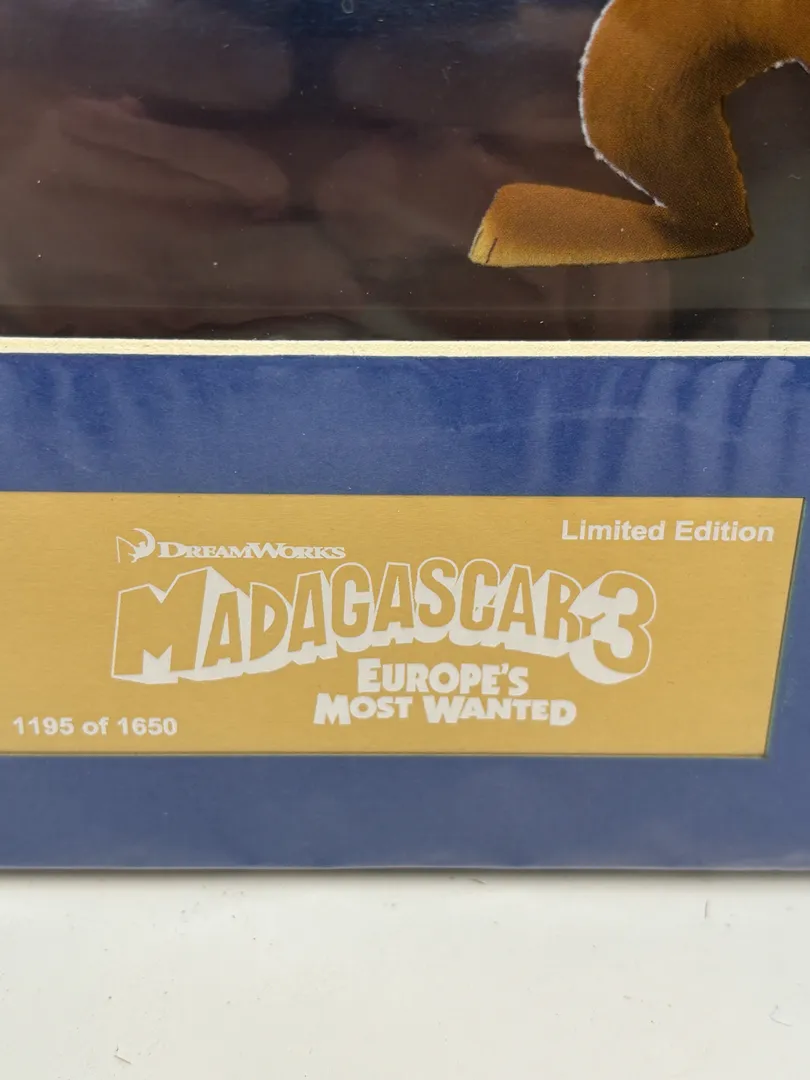 Limited Edition
DREAMWORKS
MADAGASCAR 3
EUROPE'S
MOST WANTED
1195 of 1650